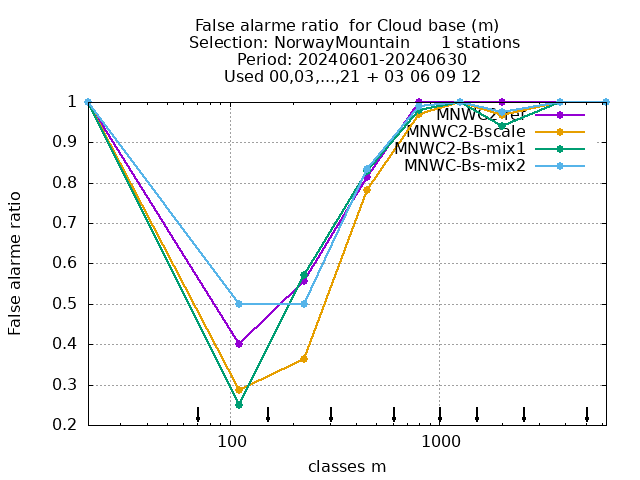 False alarme ratio  for Cloud base (m)
Selection: NorwayMountain      1 stations
Period: 20240601-20240630
Used 00,03,...,21 + 03 06 09 12
MNWC2-ref
MNWC2-Bscale
MNWC2-Bs-mix1
MNWC-Bs-mix2
False alarme ratio
1
0.9
0.8
0.7
0.6
0.5
0.4
0.3
0.2
100
1000
classes m